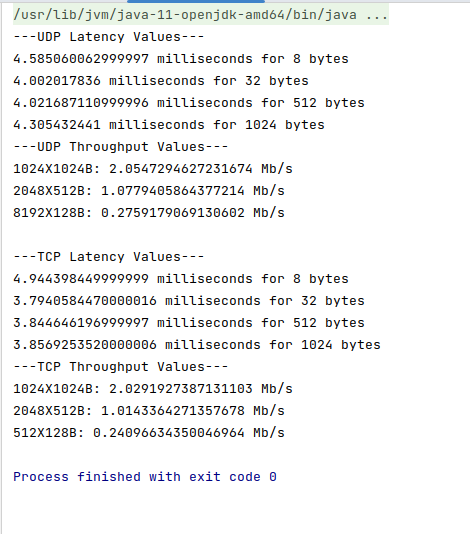 /usr/lib/jvm/java-11-openjdk-amd64/bin/java ...
---UDP Latency Values---
4.585060062999997 milliseconds for 8 bytes
4.002017836 milliseconds for 32 bytes
4.021687110999996 milliseconds for 512 bytes
4.305432441 milliseconds for 1024 bytes
---UDP Throughput Values---
1024X1024B: 2.0547294627231674 Mb/s
2048X512B: 1.0779405864377214 Mb/s
8192X128B: 0.2759179069130602 Mb/s
---TCP Latency Values---
4.944398449999999 milliseconds for 8 bytes
3.7940584470000016 milliseconds for 32 bytes
3.844646196999997 milliseconds for 512 bytes
3.8569253520000006 milliseconds for 1024 bytes
---TCP Throughput Values---
1024X1024B: 2.0291927387131103 Mb/s
2048X512B: 1.0143364271357678 Mb/s
512X128B: 0.24096634350046964 Mb/s
Process finished with exit code 0